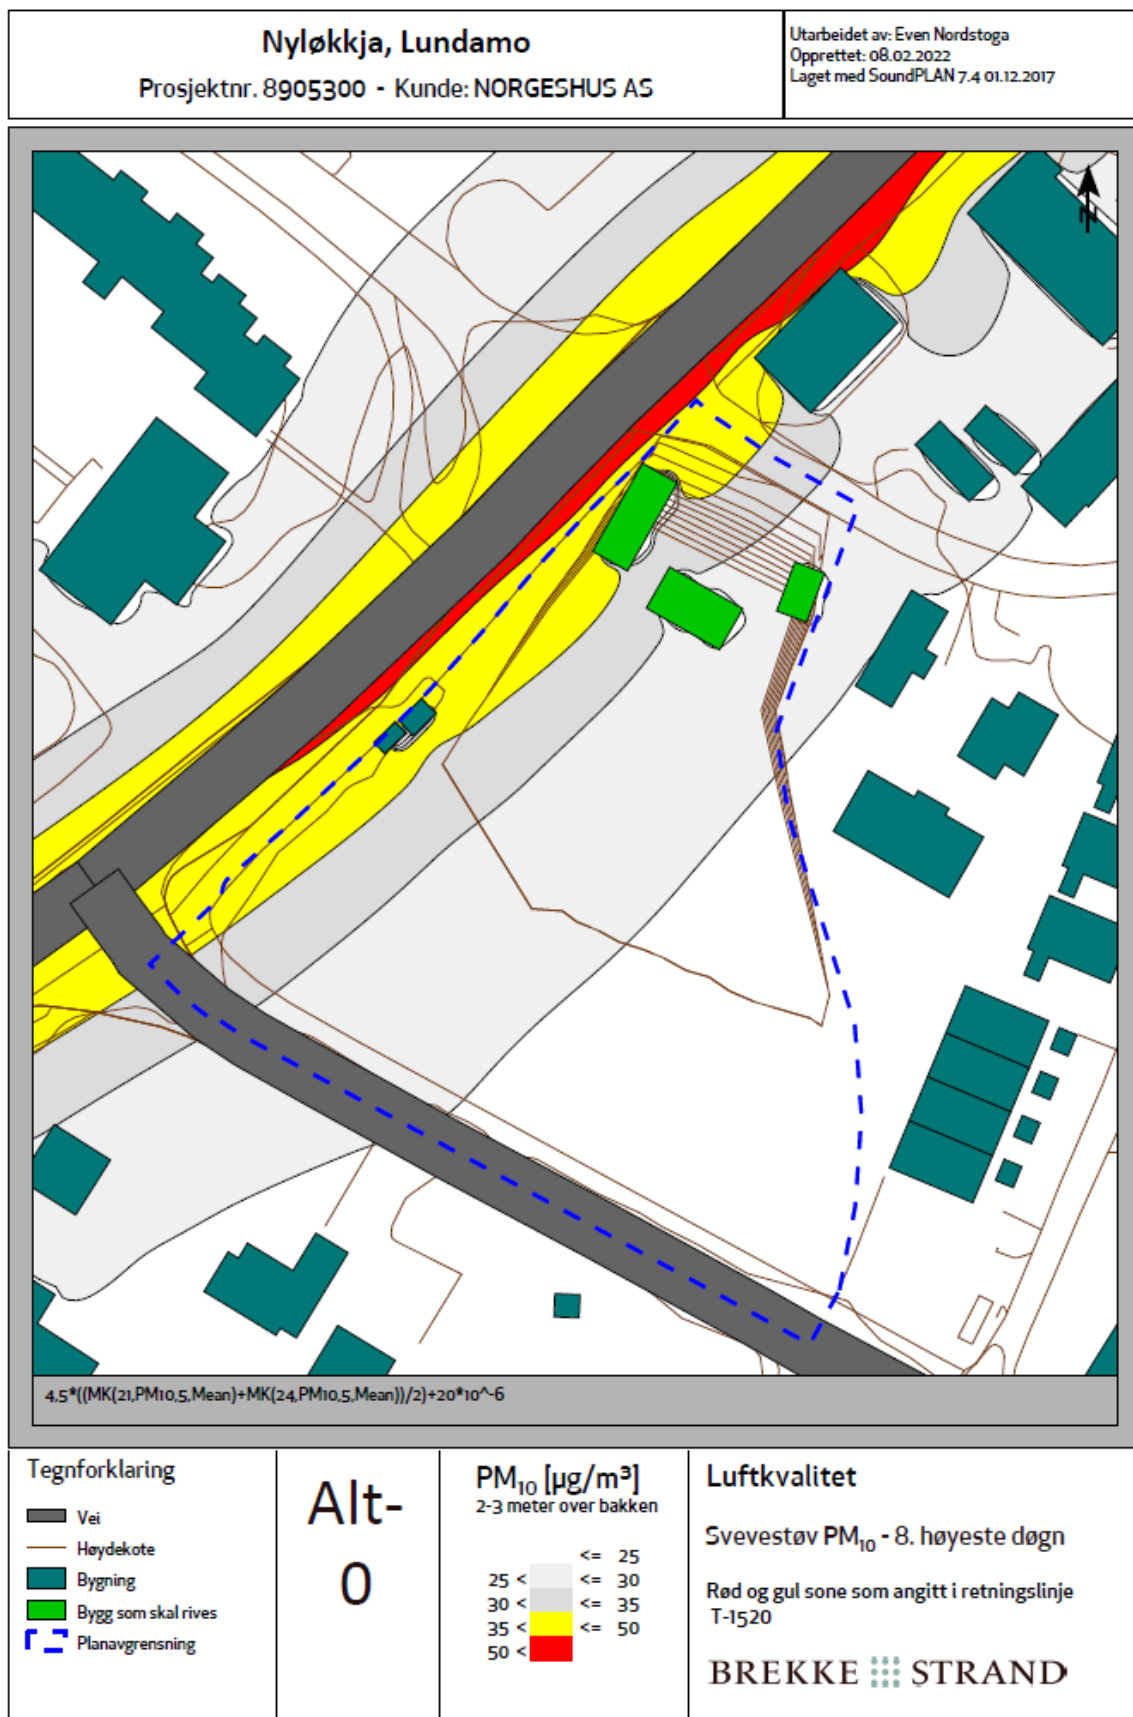 Nyløkkja, Lundamo
Prosjektnr. 8905300 - Kunde: NORGESHUS AS
Utarbeidet av: Even Nordstoga
Opprettet: 08.02.2022
Laget med SoundPLAN 7.4 01.12.2017
N
4,5*((MK(21,PM10,5,Mean)+MK(24,PM10,5,Mean))/2)+20*10^-6
Tegnforklaring
Vei
Høydekote
Bygning
Bygg som skal rives
Planavgrensning
Alt-
0
PM₁₀ [µg/m³]
2-3 meter over bakken
<= 25
25 < <= 30
30 < <= 35
35 < <= 50
50 <
Luftkvalitet
Svevestøv PM₁₀ - 8. høyeste døgn
Rød og gul sone som angitt i retningslinje
T-1520
BREKKE STRAND